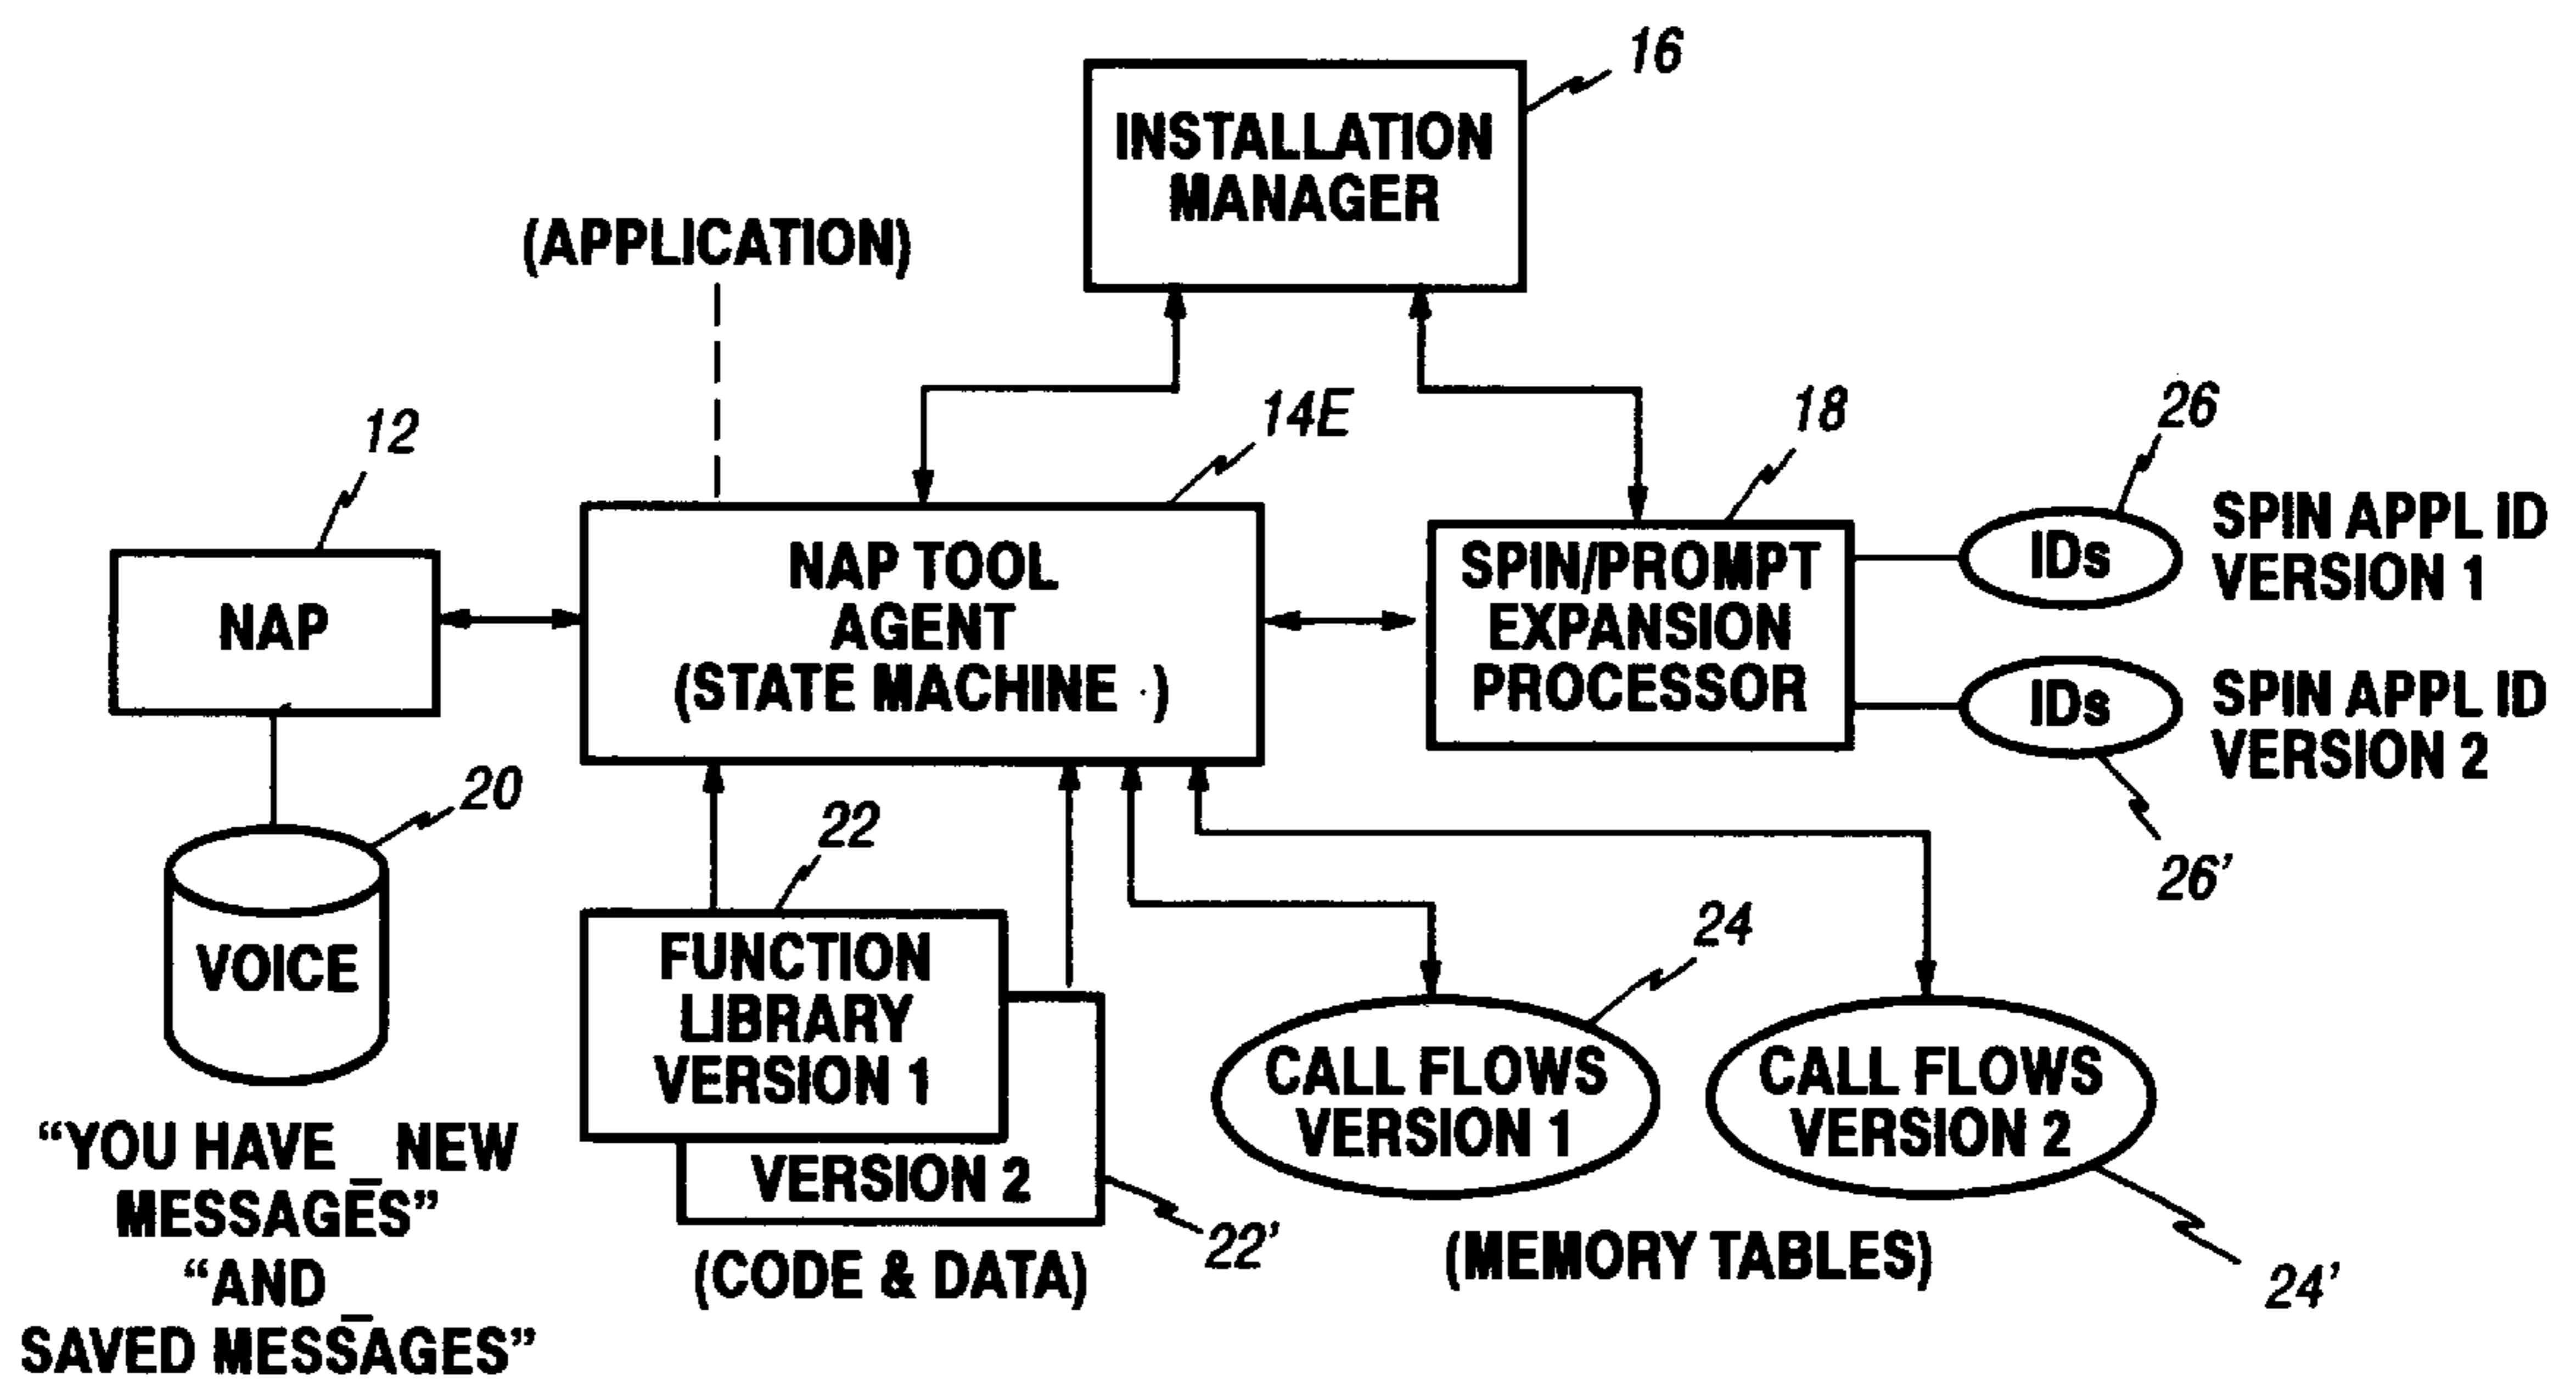 16
INSTALLATION
MANAGER
(APPLICATION)
12
14E
18
26
NAP
NAP TOOL
AGENT
(STATE MACHINE )
SPIN/PROMPT
EXPANSION
PROCESSOR
IDs
SPIN APPL ID
VERSION 1
IDs
SPIN APPL ID
VERSION 2
26'
20
VOICE
22
FUNCTION
LIBRARY
VERSION 1
VERSION 2
22'
(CODE & DATA)
24
CALL FLOWS
VERSION 1
CALL FLOWS
VERSION 2
24'
(MEMORY TABLES)
“YOU HAVE _ NEW
MESSAGES”
“AND _
SAVED MESSAGES”